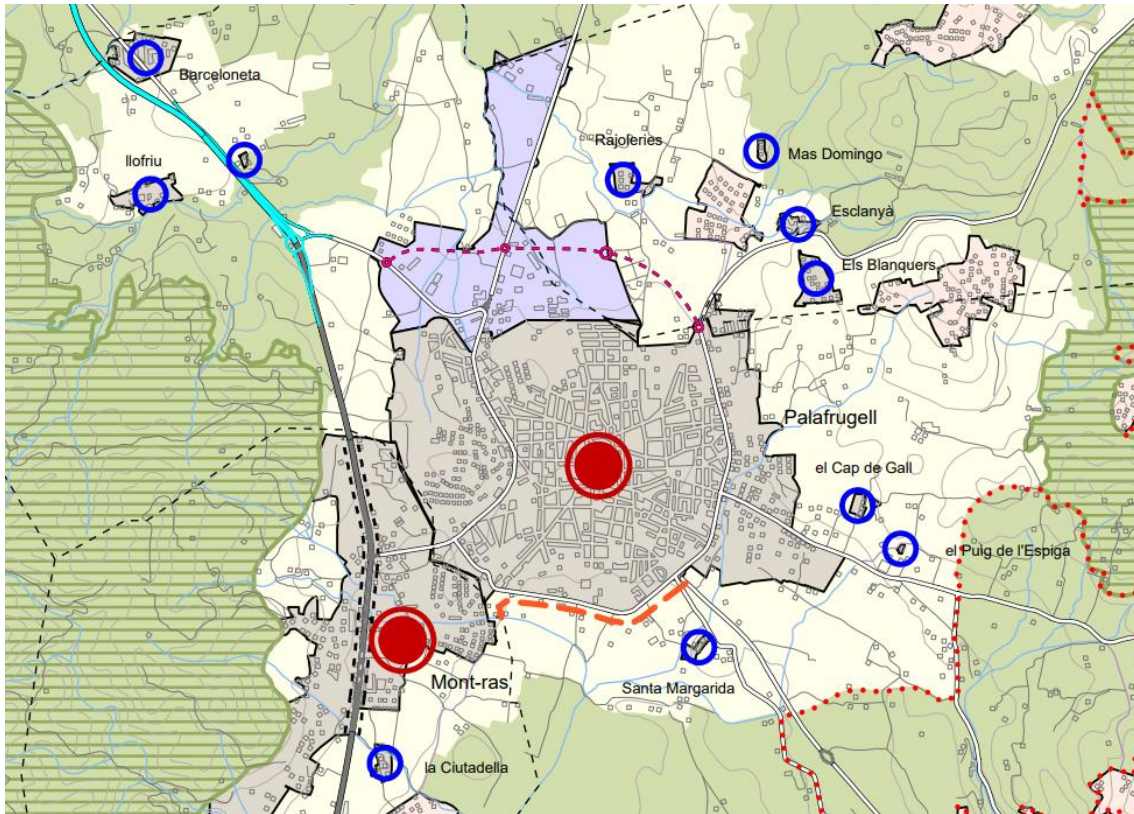 Barceloneta
llofriu
Rajoleries
Mas Domingo
Esclanyà
Els Blanquers
Palafrugell
el Cap de Gall
el Puig de l'Espiga
Mont-ras
Santa Margarida
la Ciutadella